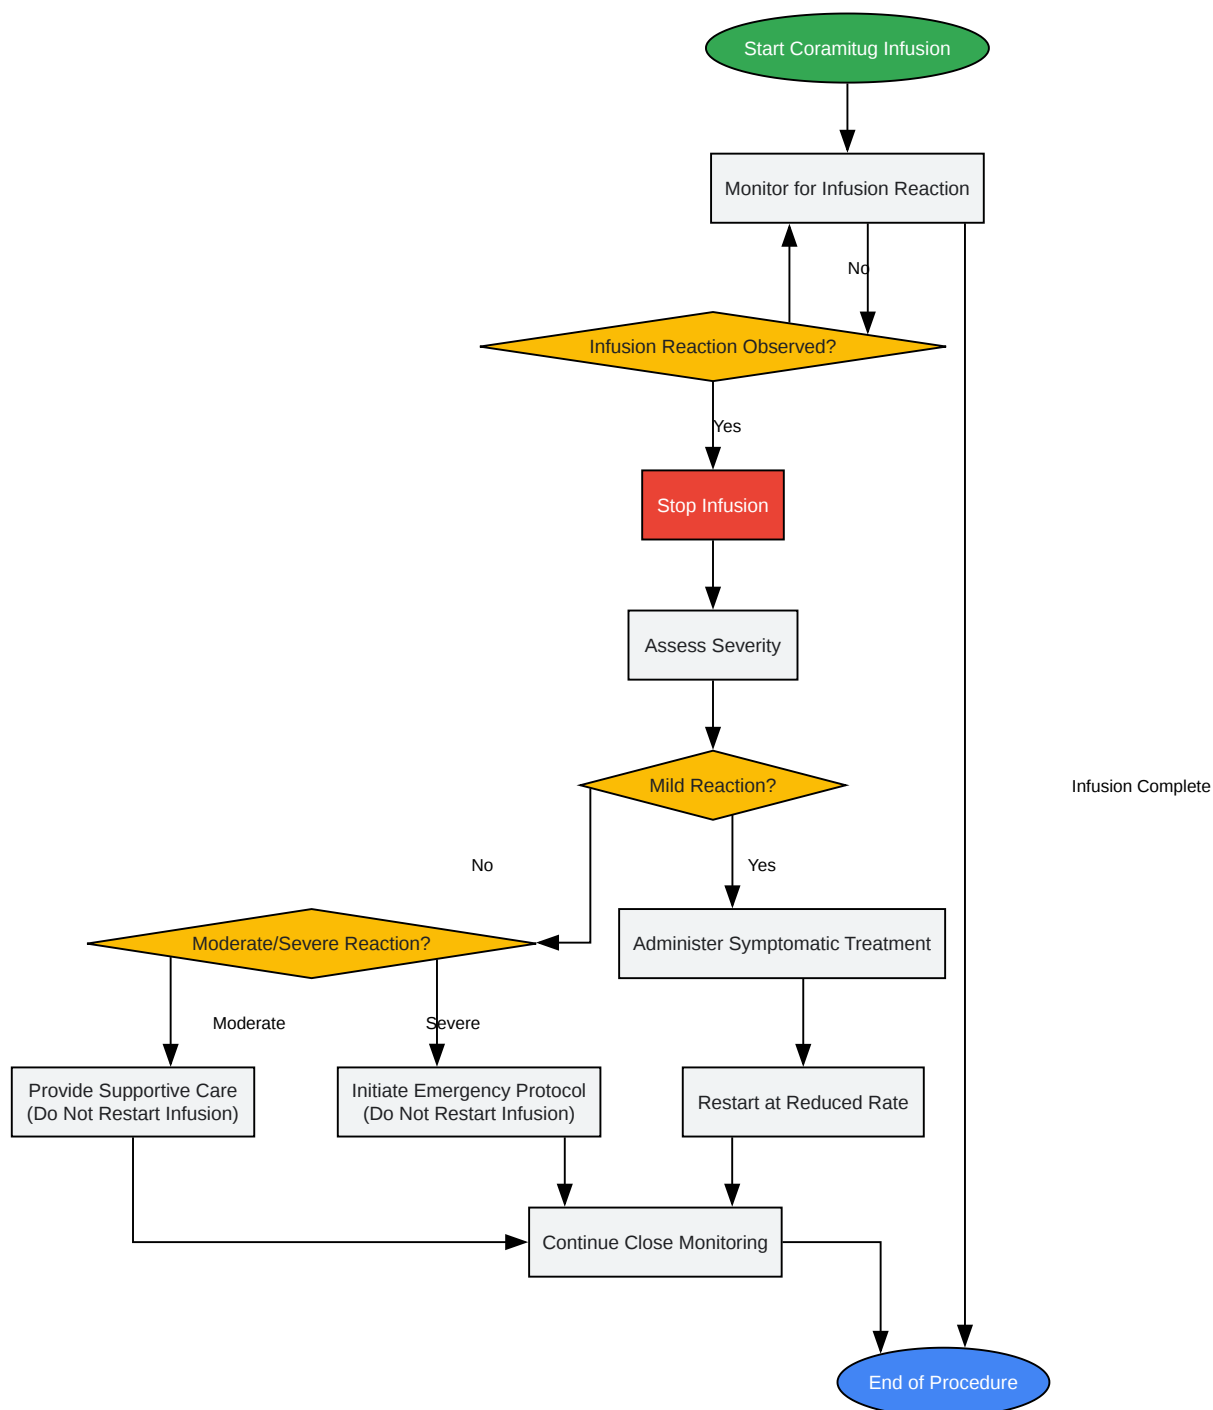 Start Coramitug Infusion
Monitor for Infusion Reaction
No
Infusion Reaction Observed?
Yes
Stop Infusion
Assess Severity
Mild Reaction?
Infusion Complete
No
Yes
Moderate/Severe Reaction?
Administer Symptomatic Treatment
Moderate
Severe
Provide Supportive Care
(Do Not Restart Infusion)
Initiate Emergency Protocol
(Do Not Restart Infusion)
Restart at Reduced Rate
Continue Close Monitoring
End of Procedure